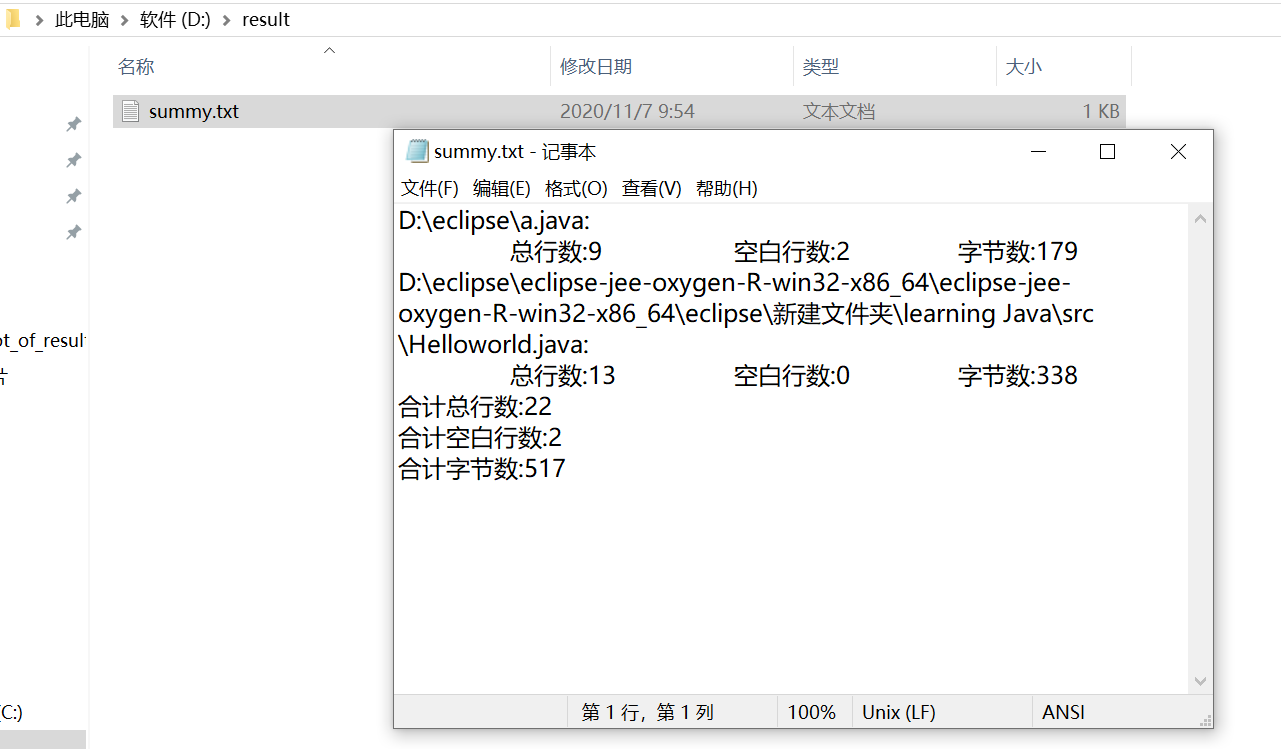 此电脑 > 软件 (D:) > result
名称 修改日期 类型 大小
summy.txt 2020/11/7 9:54 文本文档 1 KB
summy.txt - 记事本
文件(F) 编辑(E) 格式(O) 查看(V) 帮助(H)
D:\eclipse\a.java:
总行数:9 空白行数:2 字节数:179
D:\eclipse\eclipse-jee-oxygen-R-win32-x86_64\eclipse-jee-
oxygen-R-win32-x86_64\eclipse\新建文件夹\learning Java\src
\Helloworld.java:
总行数:13 空白行数:0 字节数:338
合计总行数:22
合计空白行数:2
合计字节数:517
第 1 行，第 1 列 100% Unix (LF) ANSI
t_of_resul
C:)